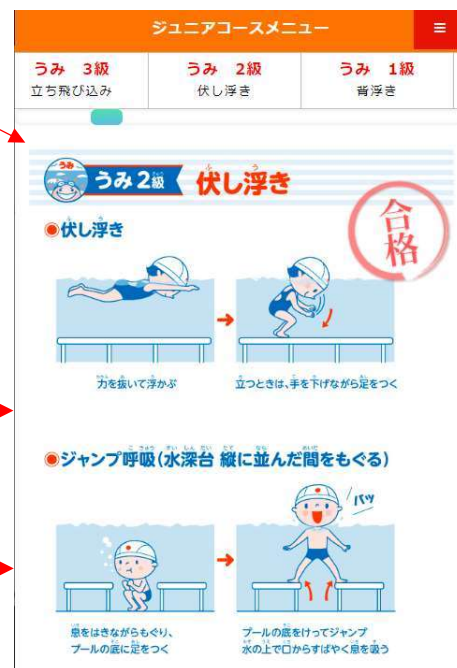 ジュニアコースメニュー
うみ 3級
立ち飛び込み
うみ 2級
伏し浮き
うみ 1級
背浮き
うみ
うみ2級
伏し浮き
合格
伏し浮き
力を抜いて浮かぶ
立つときは、手を下げながら足をつく
ジャンプ呼吸(水深台 縦に並んだ間をもぐる)
パッ
息をはきながらもぐり、
プールの底に足をつく
プールの底をけってジャンプ
水の上で口からすばやく息を吸う